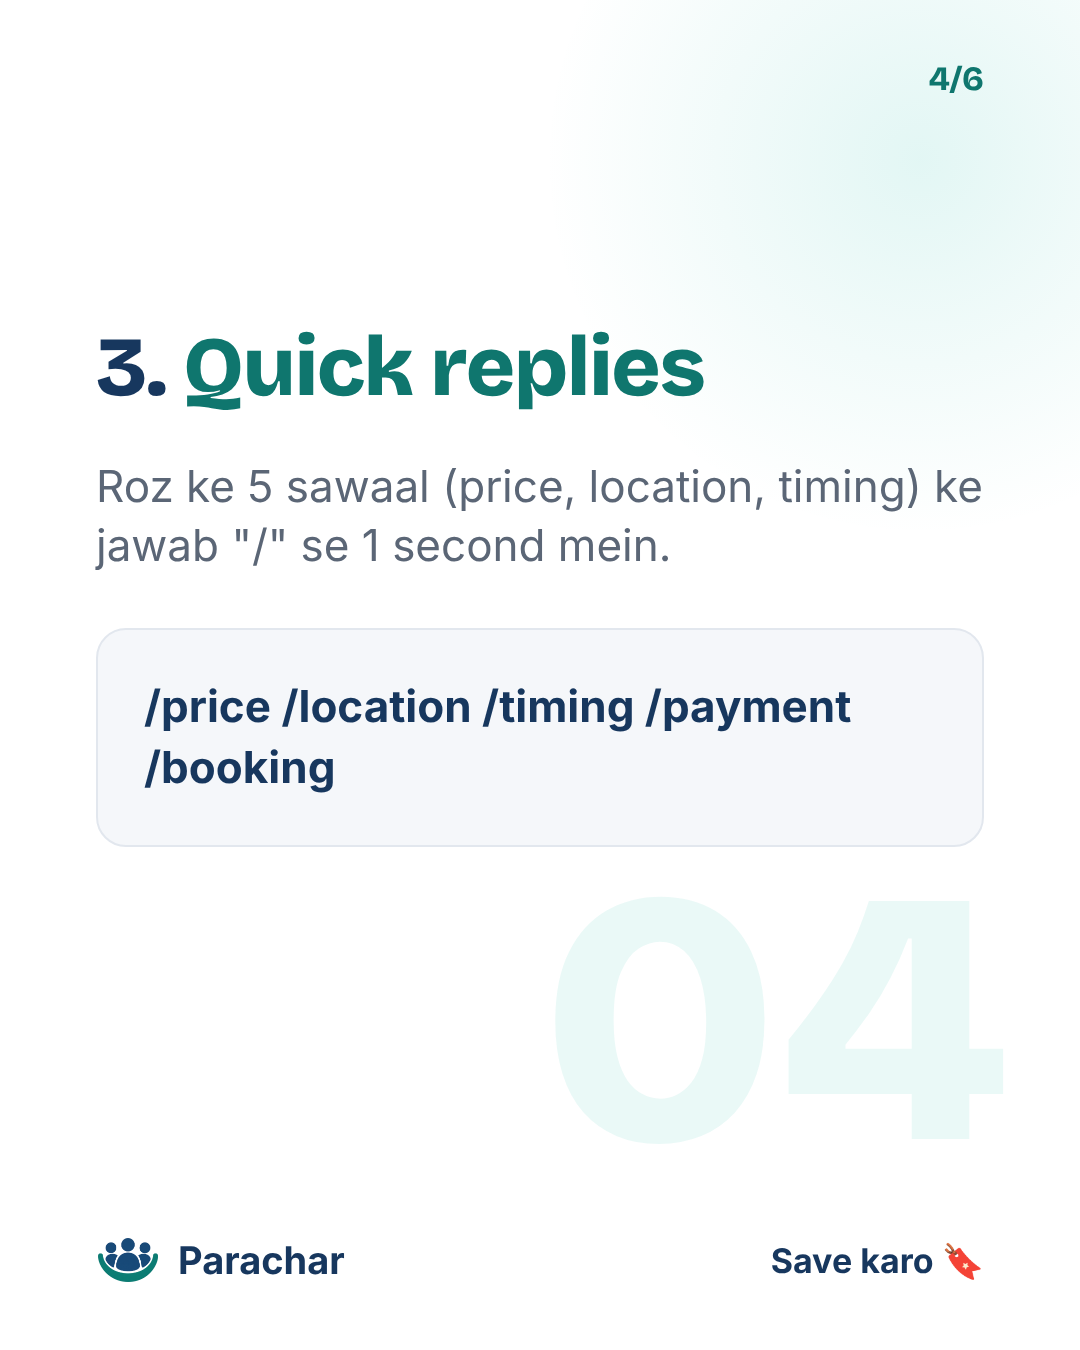 4/6
3. Quick replies
Roz ke 5 sawaal (price, location, timing) ke
jawab "/" se 1 second mein.
/price /location /timing /payment
/booking
04
Parachar
Save karo 🔖